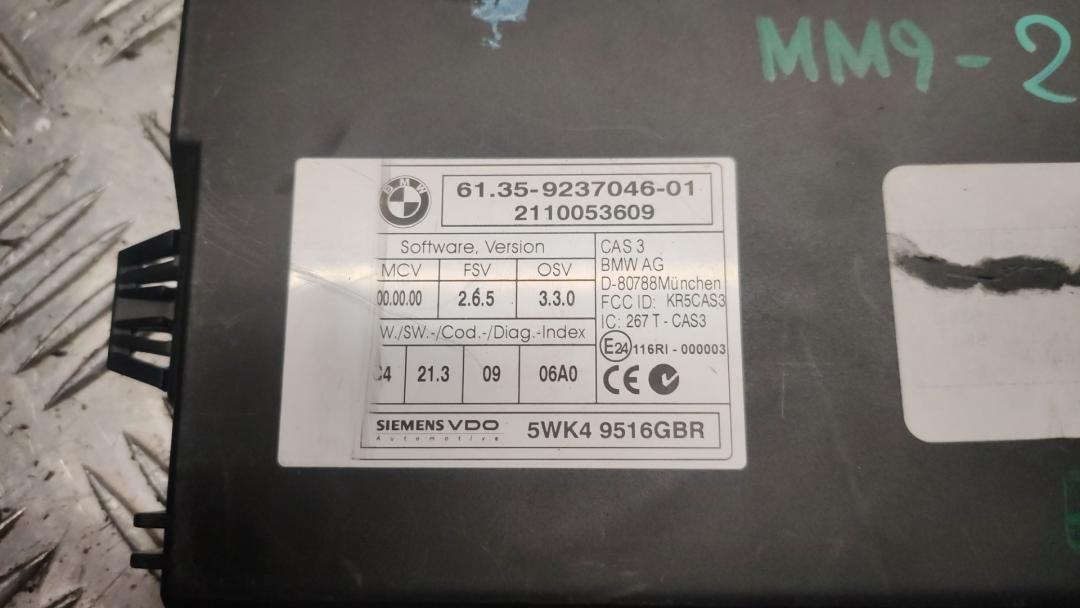 MM9-2
BMW
61.35-9237046-01
2110053609
Software, Version
MCV FSV OSV
00.00.00 2.6.5 3.3.0
W./SW.-/Cod.-/Diag.-Index
21.3 09 06A0
CAS 3
BMW AG
D-80788München
FCC ID: KR5CAS3
IC: 267 T - CAS3
E24 116RI - 000003
CE
SIEMENS VDO
Automotive
5WK4 9516GBR